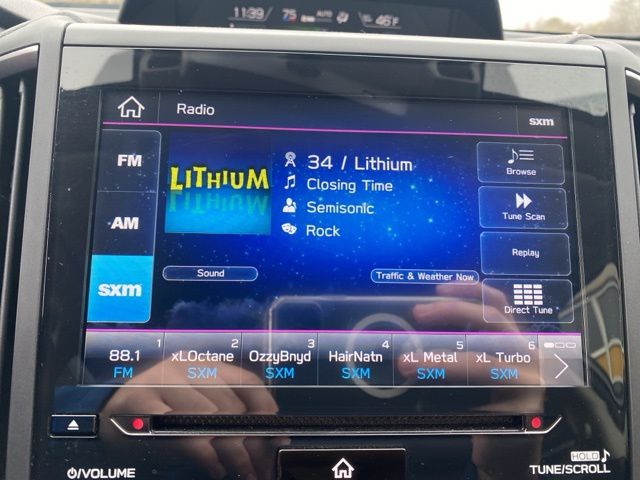 11:39 75 AUTO 46°F
Radio
sxm
FM
AM
sxm
LITHIUM
34 / Lithium
Closing Time
Semisonic
Rock
Browse
Tune Scan
Replay
Direct Tune
Sound
Traffic & Weather Now
1 2 3 4 5 6
88.1 xLOctane OzzyBnyd HairNatn xL Metal xL Turbo
FM SXM SXM SXM SXM SXM
/VOLUME
HOLD
TUNE/SCROLL